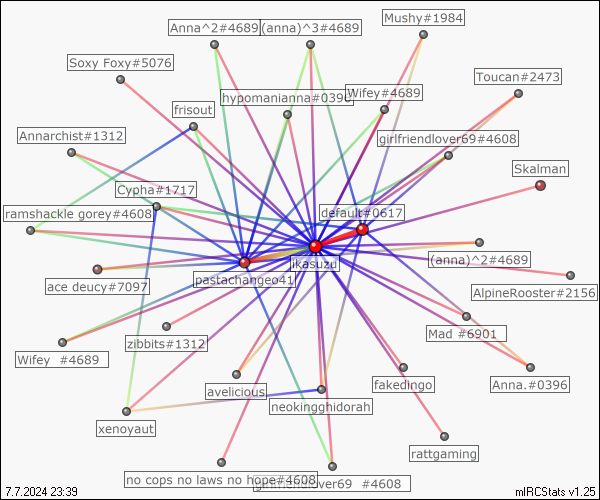 Mushy#1984
Anna^2#4689
(anna)^3#4689
Soxy Foxy#5076
Toucan#2473
hypomanianna#0396
Wifey#4689
frisout
Annarchist#1312
girlfriendlover69#4608
Skalman
Cypha#1717
ramshackle gorey#4608
default#0617
ikasuzu
(anna)^2#4689
pastachangeo41
ace deucy#7097
AlpineRooster#2156
Mad #6901
zibbits#1312
Wifey #4689
fakedingo
Anna.#0396
avelicious
neokingghidorah
xenoyaut
rattgaming
no cops no laws no hope#4608
girlfriendlover69 #4608
7.7.2024 23:39
mIRCStats v1.25